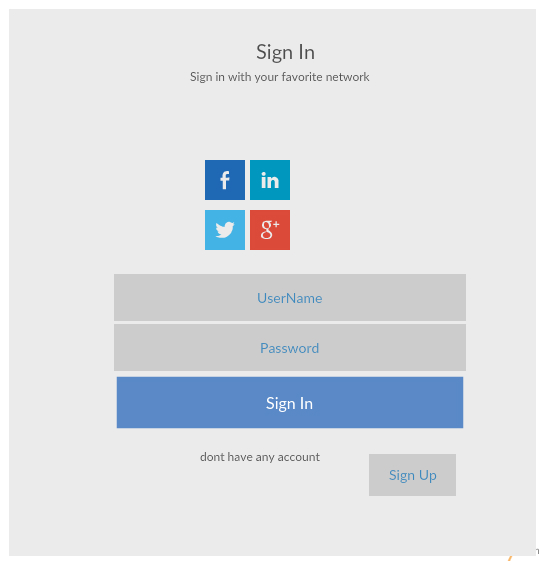 Sign In
Sign in with your favorite network
f in
g+
UserName
Password
Sign In
dont have any account
Sign Up